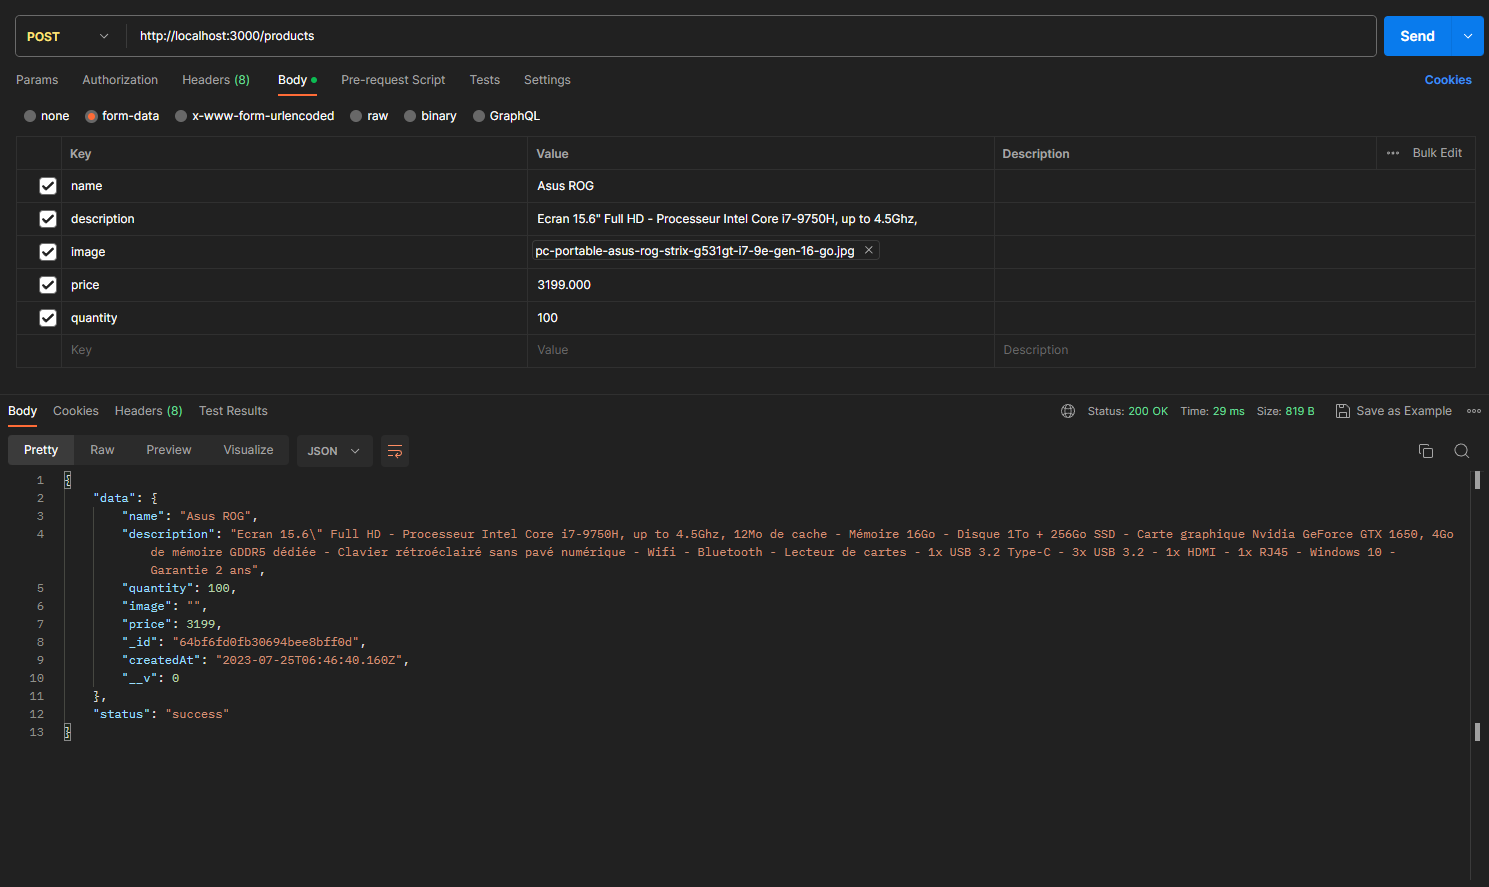 POST http://localhost:3000/products Send
Params Authorization Headers (8) Body Pre-request Script Tests Settings Cookies
none form-data x-www-form-urlencoded raw binary GraphQL
Key Value Description Bulk Edit
name Asus ROG
description Ecran 15.6" Full HD - Processeur Intel Core i7-9750H, up to 4.5Ghz,
image pc-portable-asus-rog-strix-g531gt-i7-9e-gen-16-go.jpg
price 3199.000
quantity 100
Key Value Description
Body Cookies Headers (8) Test Results Status: 200 OK Time: 29 ms Size: 819 B Save as Example
Pretty Raw Preview Visualize JSON
1 {
2 "data": {
3 "name": "Asus ROG",
4 "description": "Ecran 15.6\" Full HD - Processeur Intel Core i7-9750H, up to 4.5Ghz, 12Mo de cache - Mémoire 16Go - Disque 1To + 256Go SSD - Carte graphique Nvidia GeForce GTX 1650, 4Go
de mémoire GDDR5 dédiée - Clavier rétroéclairé sans pavé numérique - Wifi - Bluetooth - Lecteur de cartes - 1x USB 3.2 Type-C - 3x USB 3.2 - 1x HDMI - 1x RJ45 - Windows 10 -
Garantie 2 ans",
5 "quantity": 100,
6 "image": "",
7 "price": 3199,
8 "_id": "64bf6fd0fb30694bee8bff0d",
9 "createdAt": "2023-07-25T06:46:40.160Z",
10 "__v": 0
11 },
12 "status": "success"
13 }